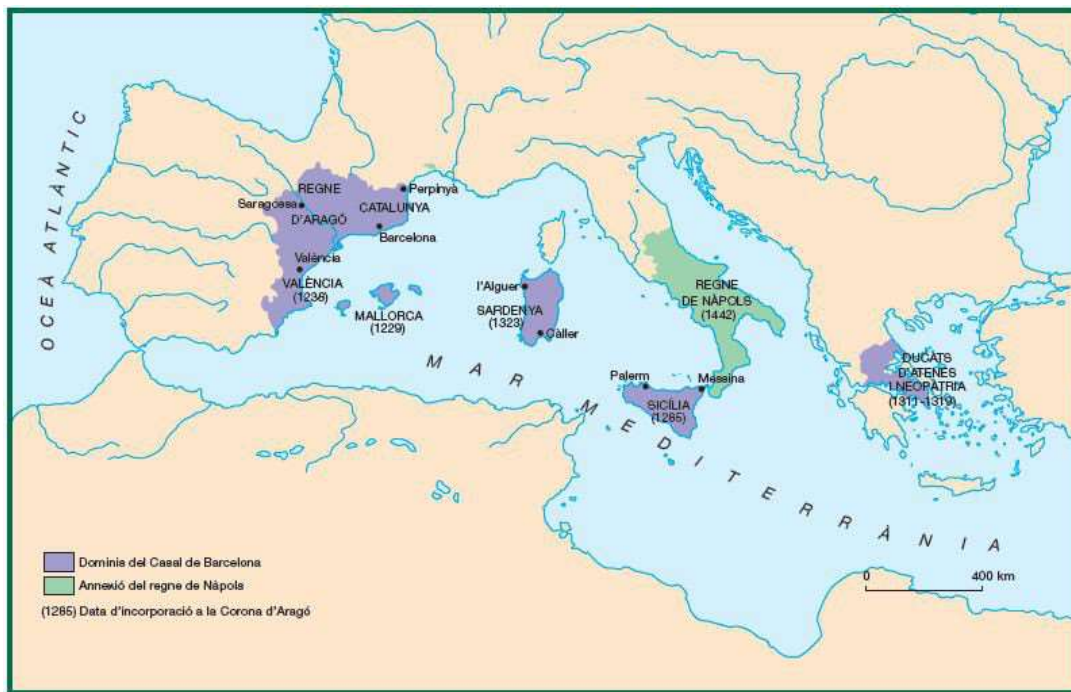 OCEÀ ATLÀNTIC
REGNE
D'ARAGÓ
Saragossa
CATALUNYA
Perpinyà
Barcelona
València
VALÈNCIA
(1238)
MALLORCA
(1229)
l'Alguer
SARDENYA
(1323)
Càller
REGNE
DE NÀPOLS
(1442)
Palerm
Messina
SICÍLIA
(1285)
DUCATS
D'ATENES
I NEOPÀTRIA
(1311-1319)
MAR MEDITERRÀNIA
Dominis del Casal de Barcelona
Annexió del regne de Nàpols
(1285) Data d'incorporació a la Corona d'Aragó
0 400 km